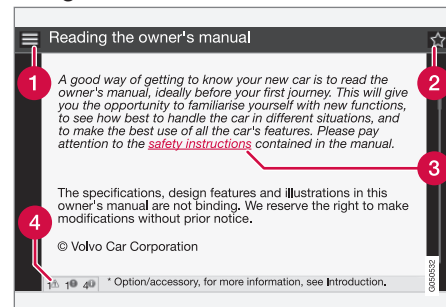 Reading the owner's manual
1
2
A good way of getting to know your new car is to read the
owner's manual, ideally before your first journey. This will give
you the opportunity to familiarise yourself with new functions,
to see how best to handle the car in different situations, and
to make the best use of all the car's features. Please pay
attention to the safety instructions contained in the manual.
3
The specifications, design features and illustrations in this
owner's manual are not binding. We reserve the right to make
modifications without prior notice.
4
© Volvo Car Corporation
1 1 4 * Option/accessory, for more information, see Introduction.
G050532